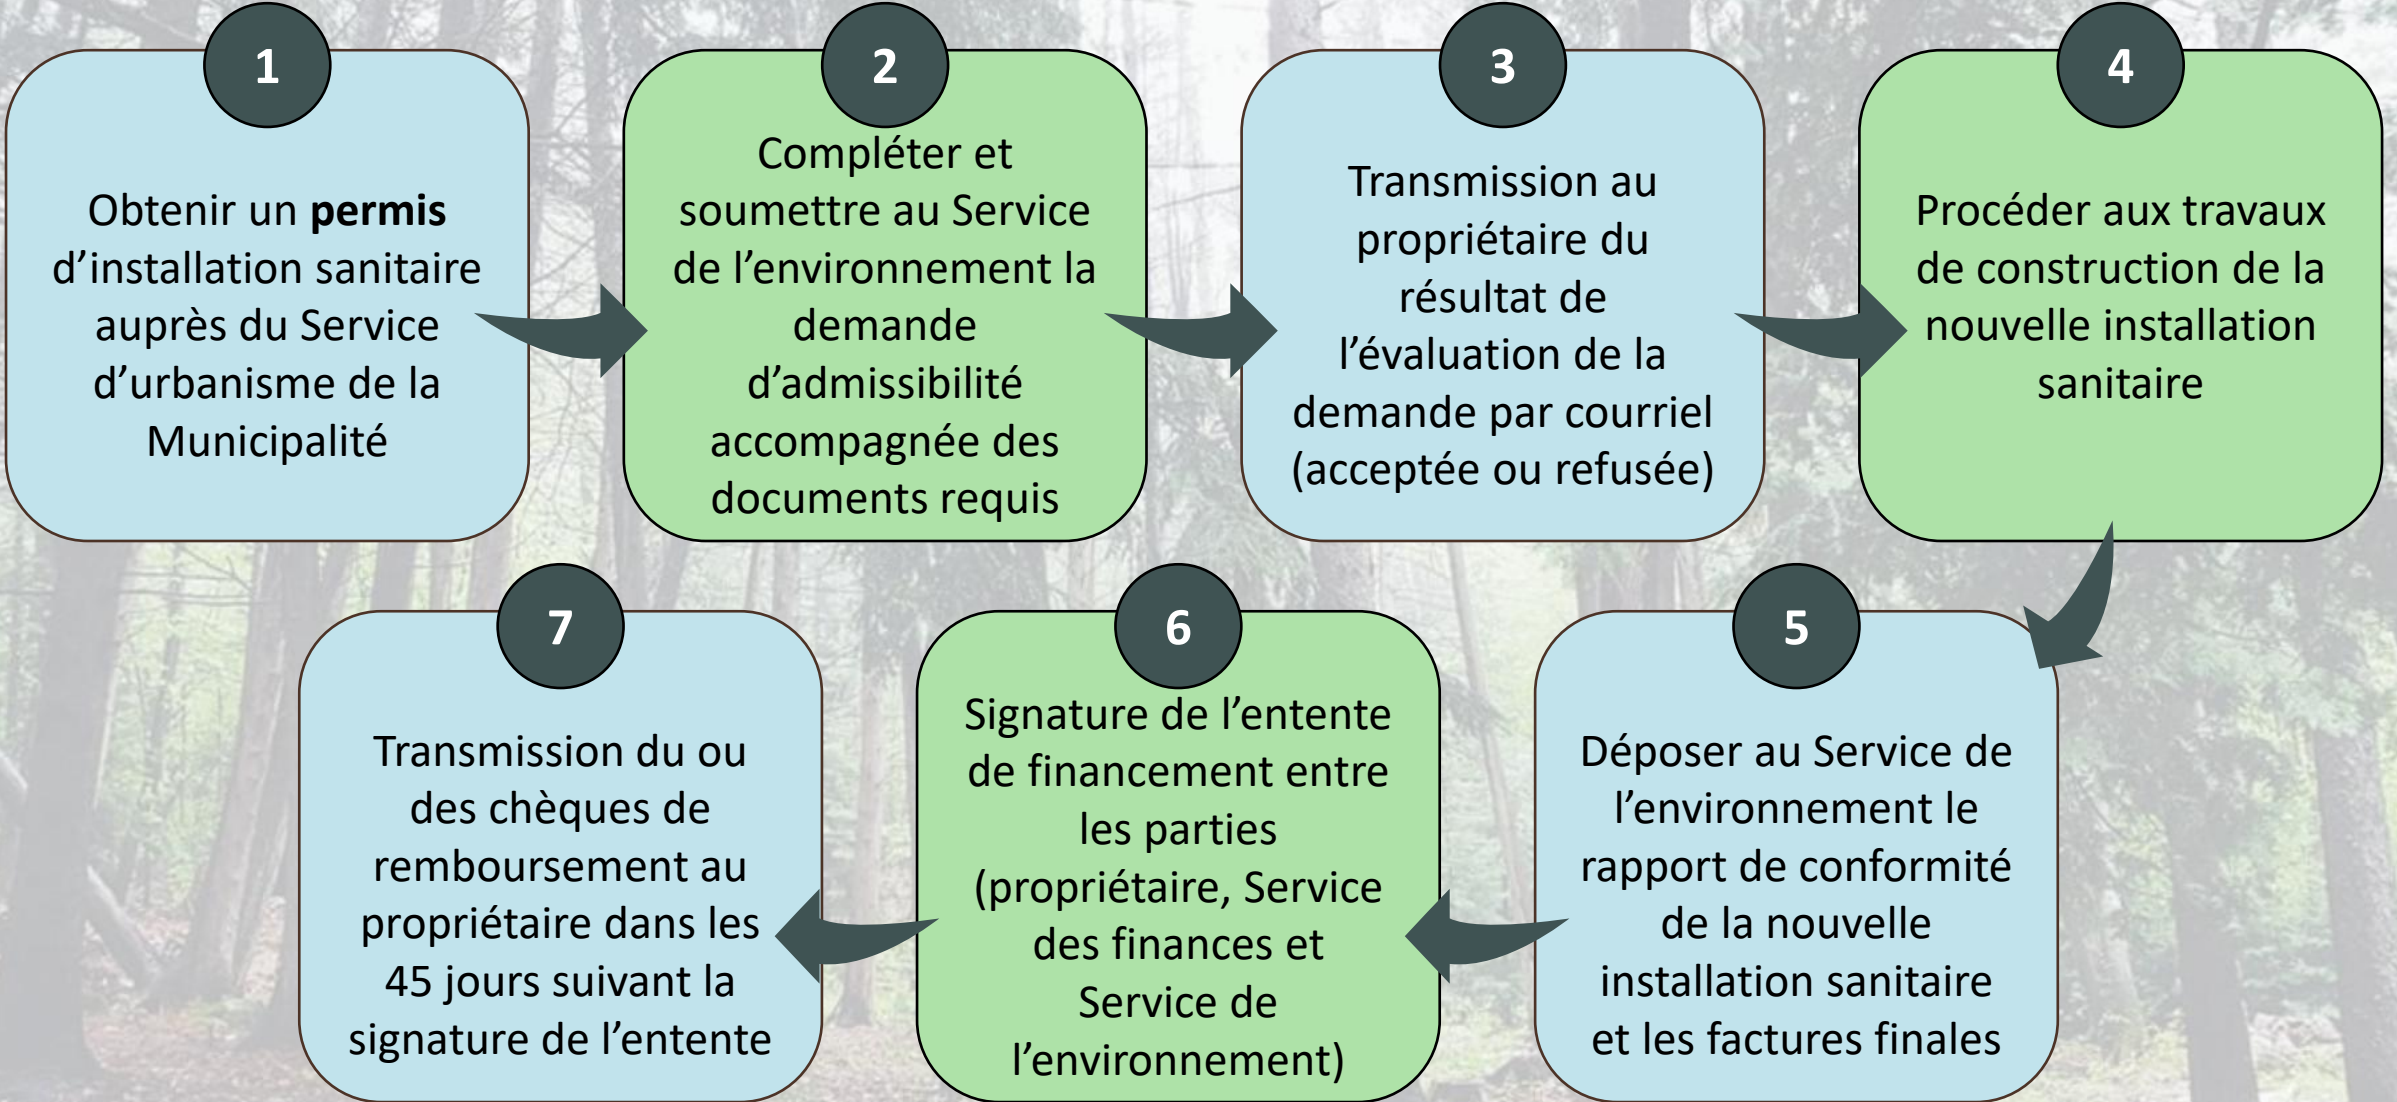 1
Obtenir un permis
d’installation sanitaire
auprès du Service
d’urbanisme de la
Municipalité
2
Compléter et
soumettre au Service
de l’environnement la
demande
d’admissibilité
accompagnée des
documents requis
3
Transmission au
propriétaire du
résultat de
l’évaluation de la
demande par courriel
(acceptée ou refusée)
4
Procéder aux travaux
de construction de la
nouvelle installation
sanitaire
5
Déposer au Service de
l’environnement le
rapport de conformité
de la nouvelle
installation sanitaire
et les factures finales
6
Signature de l’entente
de financement entre
les parties
(propriétaire, Service
des finances et
Service de
l’environnement)
7
Transmission du ou
des chèques de
remboursement au
propriétaire dans les
45 jours suivant la
signature de l’entente